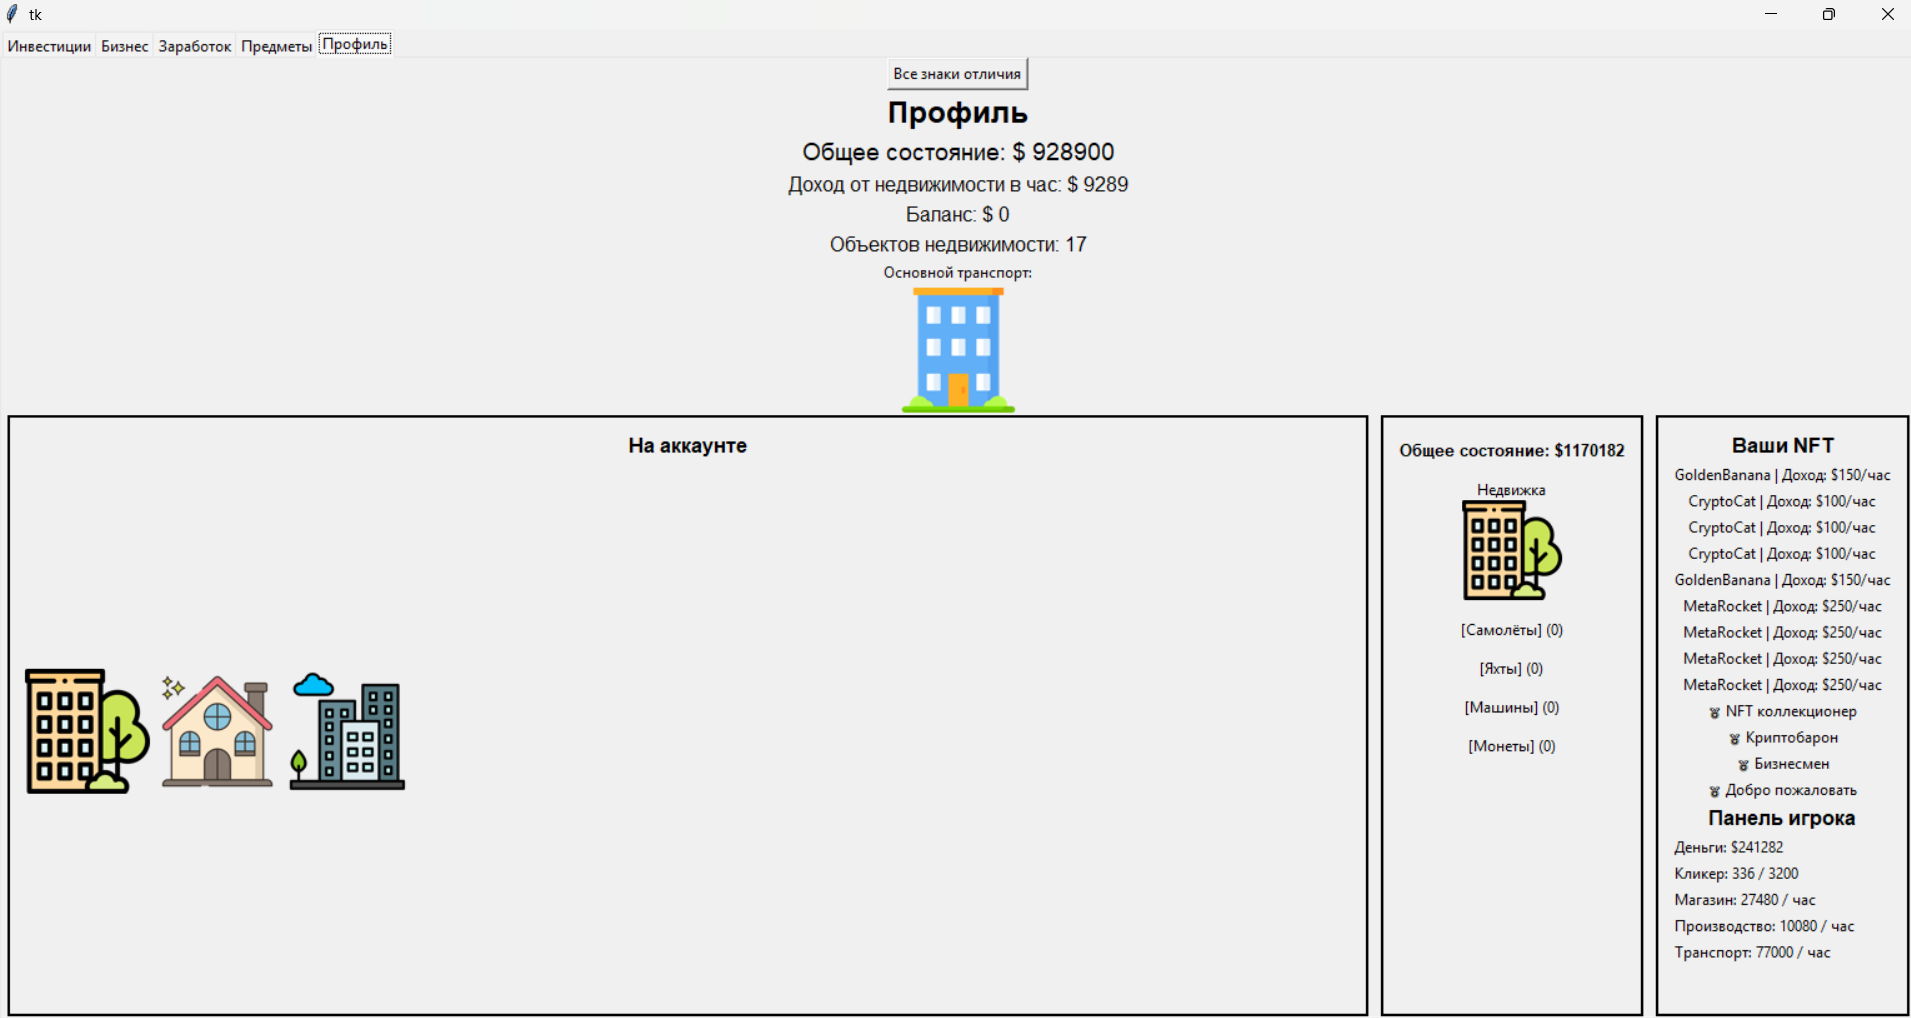 tk
Инвестиции Бизнес Заработок Предметы Профиль
Все знаки отличия
Профиль
Общее состояние: $ 928900
Доход от недвижимости в час: $ 9289
Баланс: $ 0
Объектов недвижимости: 17
Основной транспорт:
На аккаунте
Общее состояние: $1170182
Недвижка
[Самолёты] (0)
[Яхты] (0)
[Машины] (0)
[Монеты] (0)
Ваши NFT
GoldenBanana | Доход: $150/час
CryptoCat | Доход: $100/час
CryptoCat | Доход: $100/час
CryptoCat | Доход: $100/час
GoldenBanana | Доход: $150/час
MetaRocket | Доход: $250/час
MetaRocket | Доход: $250/час
MetaRocket | Доход: $250/час
MetaRocket | Доход: $250/час
🏅 NFT коллекционер
🏅 Криптобарон
🏅 Бизнесмен
🏅 Добро пожаловать
Панель игрока
Деньги: $241282
Кликер: 336 / 3200
Магазин: 27480 / час
Производство: 10080 / час
Транспорт: 77000 / час